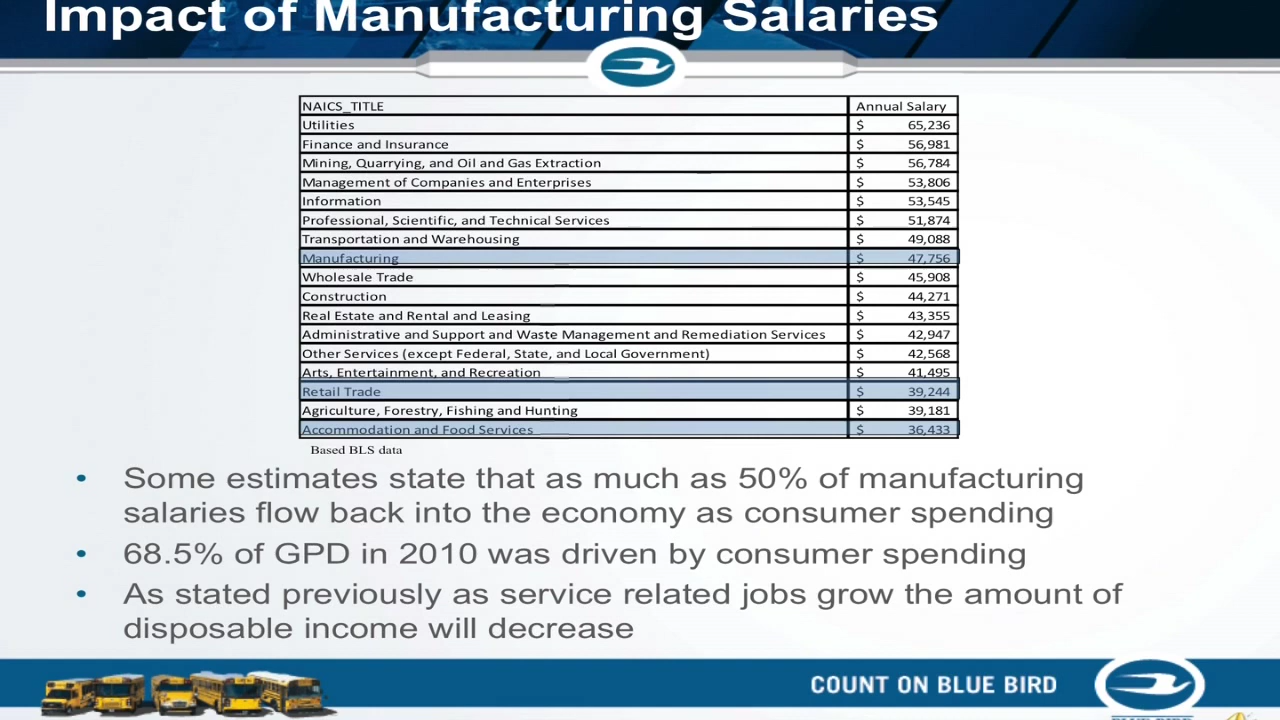 Impact of Manufacturing Salaries
NAICS_TITLE Annual Salary
Utilities $ 65,236
Finance and Insurance $ 56,981
Mining, Quarrying, and Oil and Gas Extraction $ 56,784
Management of Companies and Enterprises $ 53,806
Information $ 53,545
Professional, Scientific, and Technical Services $ 51,874
Transportation and Warehousing $ 49,088
Manufacturing $ 47,756
Wholesale Trade $ 45,908
Construction $ 44,271
Real Estate and Rental and Leasing $ 43,355
Administrative and Support and Waste Management and Remediation Services $ 42,947
Other Services (except Federal, State, and Local Government) $ 42,568
Arts, Entertainment, and Recreation $ 41,495
Retail Trade $ 39,244
Agriculture, Forestry, Fishing and Hunting $ 39,181
Accommodation and Food Services $ 36,433
Based BLS data
• Some estimates state that as much as 50% of manufacturing
salaries flow back into the economy as consumer spending
• 68.5% of GPD in 2010 was driven by consumer spending
• As stated previously as service related jobs grow the amount of
disposable income will decrease
COUNT ON BLUE BIRD
BLUE BIRD